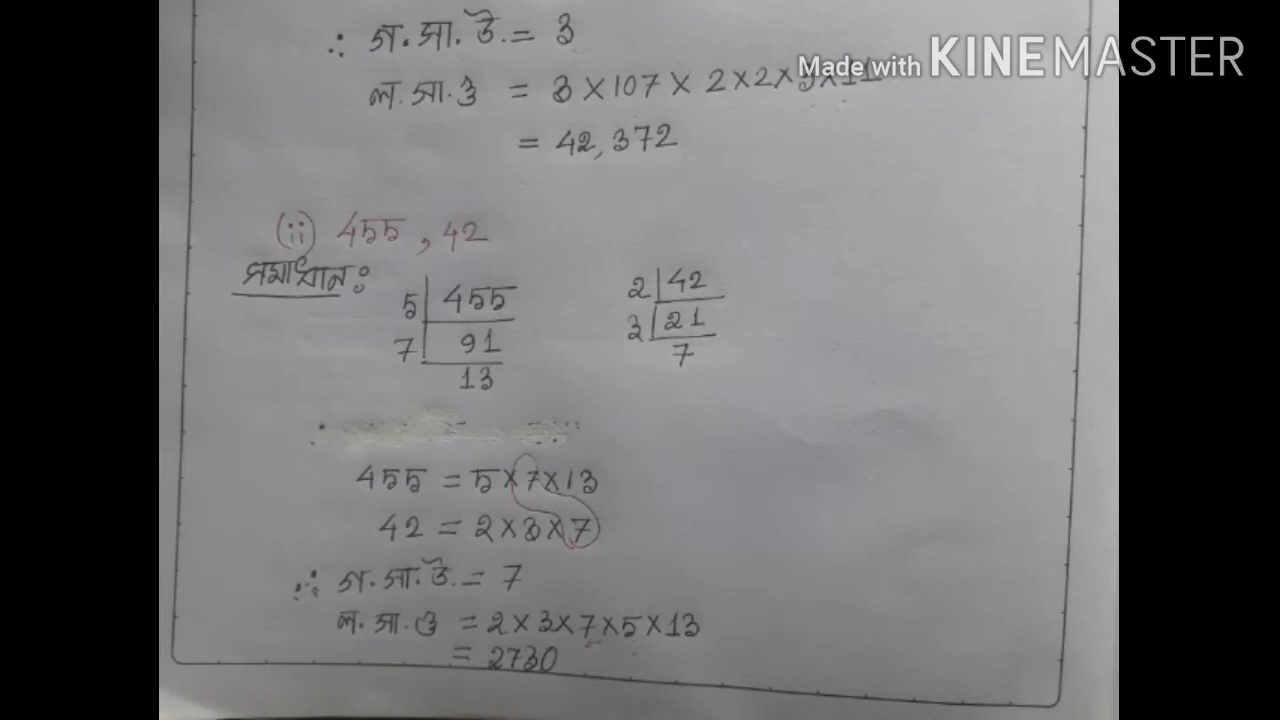 ∴ গ.সা.উ. = 3
Made with KINEMASTER
ল.সা.গু = 3 × 107 × 2 × 2 × × 11
= 42,372
(ii) 455 , 42
সমাধান:
5 | 455 2 | 42
7 | 91 3 | 21
13 7
455 = 5 × 7 × 13
42 = 2 × 3 × 7
∴ গ.সা.উ. = 7
ল.সা.গু = 2 × 3 × 7 × 5 × 13
= 2730